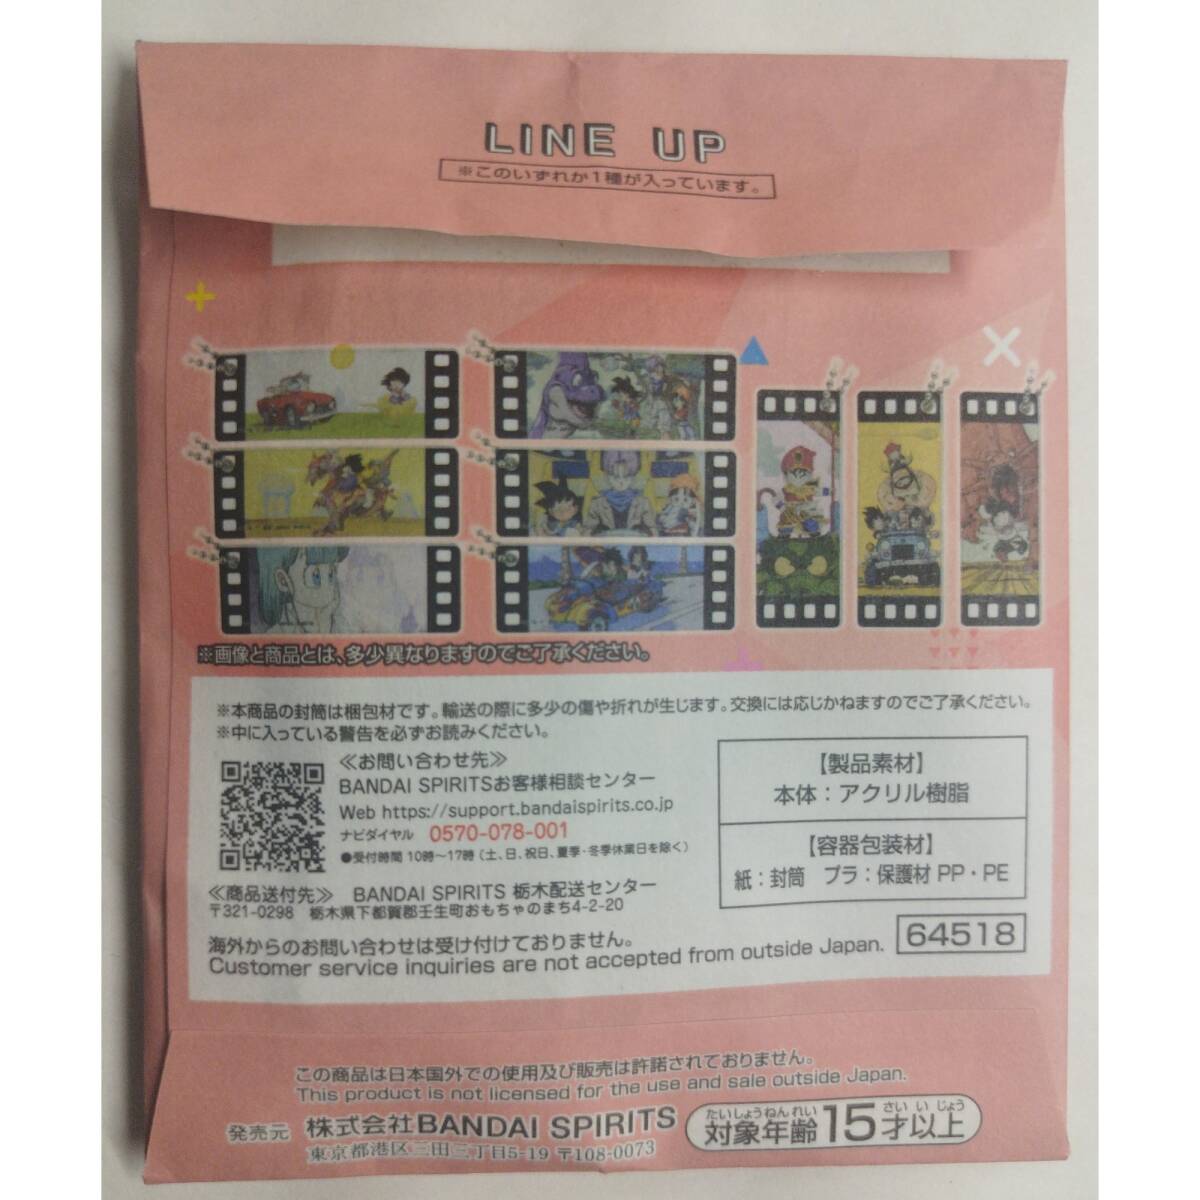 LINE UP
※このいずれか1種が入っています。
※画像と商品とは、多少異なりますのでご了承ください。
※本商品の封筒は梱包材です。輸送の際に多少の傷や折れが生じます。交換には応じかねますのでご了承ください。
※中に入っている警告を必ずお読みください。
≪お問い合わせ先≫
BANDAI SPIRITSお客様相談センター
Web https://support.bandaispirits.co.jp
ナビダイヤル 0570-078-001
●受付時間 10時〜17時 (土、日、祝日、夏季・冬季休業日を除く)
≪商品送付先≫ BANDAI SPIRITS 栃木配送センター
〒321-0298 栃木県下都賀郡壬生町おもちゃのまち4-2-20
海外からのお問い合わせは受け付けておりません。
Customer service inquiries are not accepted from outside Japan.
【製品素材】
本体:アクリル樹脂
【容器包装材】
紙:封筒 プラ:保護材 PP・PE
64518
この商品は日本国外での使用及び販売は許諾されておりません。
This product is not licensed for the use and sale outside Japan.
発売元 株式会社BANDAI SPIRITS
東京都港区三田三丁目5-19 〒108-0073
たいしょうねんれい さい いじょう
対象年齢15才以上